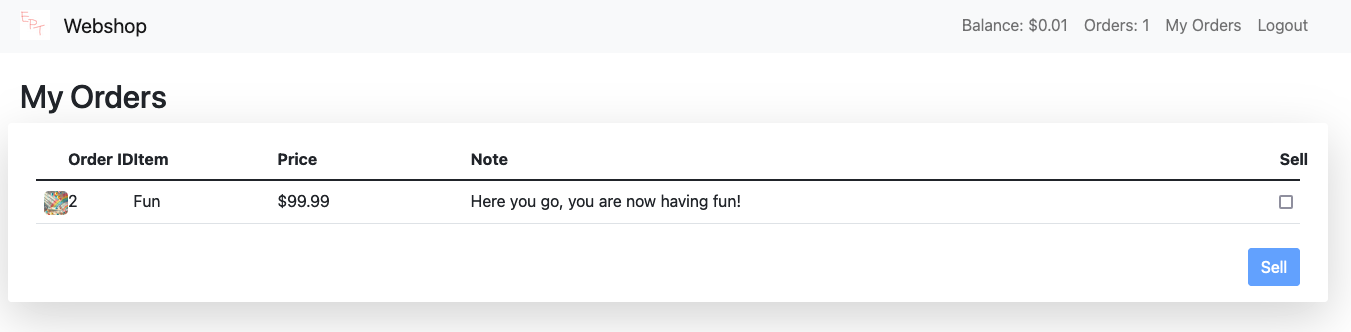 EPT Webshop Balance: $0.01 Orders: 1 My Orders Logout
My Orders
Order ID Item Price Note Sell
2 Fun $99.99 Here you go, you are now having fun!
Sell